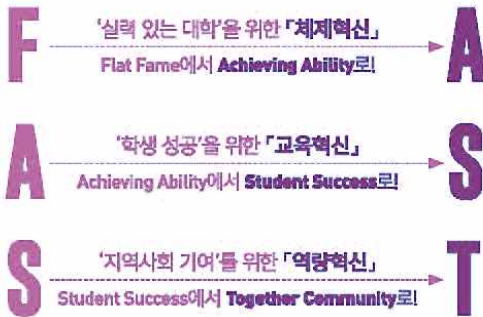 F '실력 있는 대학'을 위한 「체제혁신」 A
Flat Fame에서 Achieving Ability로!
A '학생 성공'을 위한 「교육혁신」 S
Achieving Ability에서 Student Success로!
S '지역사회 기여'를 위한 「역량혁신」 T
Student Success에서 Together Community로!